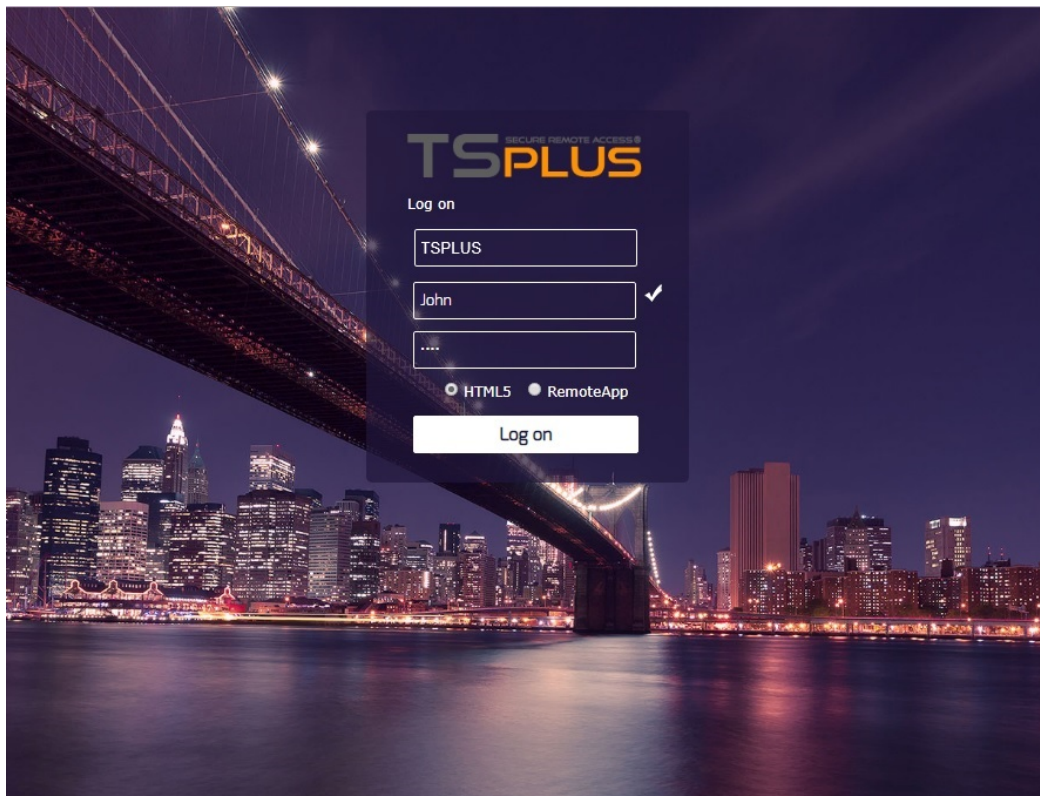 SECURE REMOTE ACCESS®
TSPLUS
Log on
TSPLUS
John
····
HTML5 RemoteApp
Log on